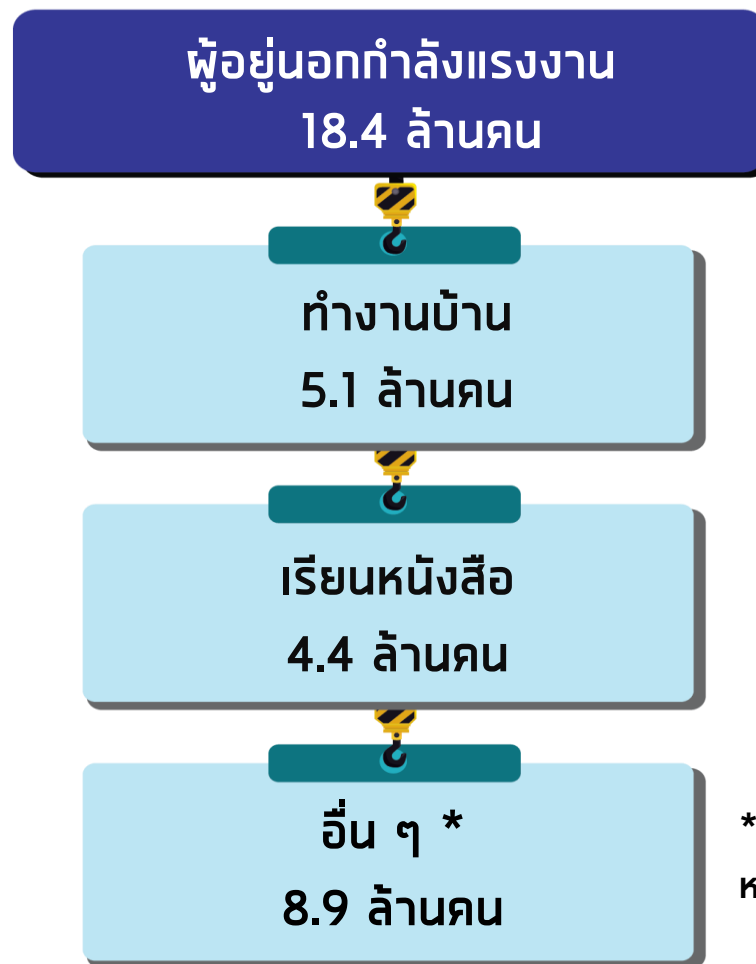 ผู้อยู่นอกกำลังแรงงาน
18.4 ล้านคน
ทำงานบ้าน
5.1 ล้านคน
เรียนหนังสือ
4.4 ล้านคน
อื่น ๆ *
8.9 ล้านคน
*